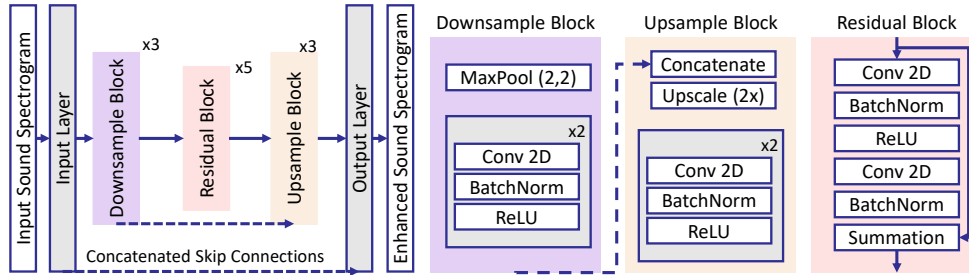 Input Sound Spectrogram
Input Layer
x3
Downsample Block
x5
Residual Block
x3
Upsample Block
Output Layer
Enhanced Sound Spectrogram
Concatenated Skip Connections
Downsample Block
MaxPool (2,2)
x2
Conv 2D
BatchNorm
ReLU
Upsample Block
Concatenate
Upscale (2x)
x2
Conv 2D
BatchNorm
ReLU
Residual Block
Conv 2D
BatchNorm
ReLU
Conv 2D
BatchNorm
Summation